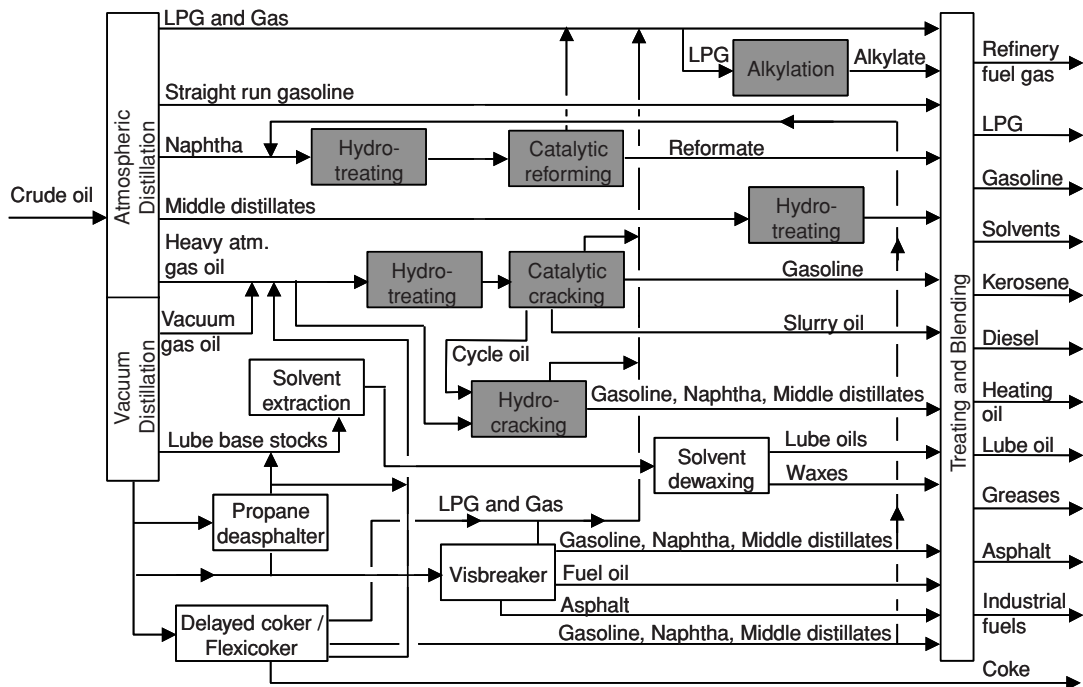 LPG and Gas
LPG
Alkylation
Alkylate
Refinery
fuel gas
Straight run gasoline
LPG
Naphtha
Hydro-
treating
Catalytic
reforming
Reformate
Gasoline
Crude oil
Atmospheric
Distillation
Middle distillates
Hydro-
treating
Solvents
Heavy atm.
gas oil
Hydro-
treating
Catalytic
cracking
Gasoline
Kerosene
Vacuum
gas oil
Slurry oil
Diesel
Cycle oil
Vacuum
Distillation
Solvent
extraction
Hydro-
cracking
Gasoline, Naphtha, Middle distillates
Treating and Blending
Heating
oil
Lube base stocks
Solvent
dewaxing
Lube oils
Waxes
Lube oil
Propane
deasphalter
LPG and Gas
Greases
Visbreaker
Gasoline, Naphtha, Middle distillates
Fuel oil
Asphalt
Asphalt
Delayed coker /
Flexicoker
Gasoline, Naphtha, Middle distillates
Industrial
fuels
Coke